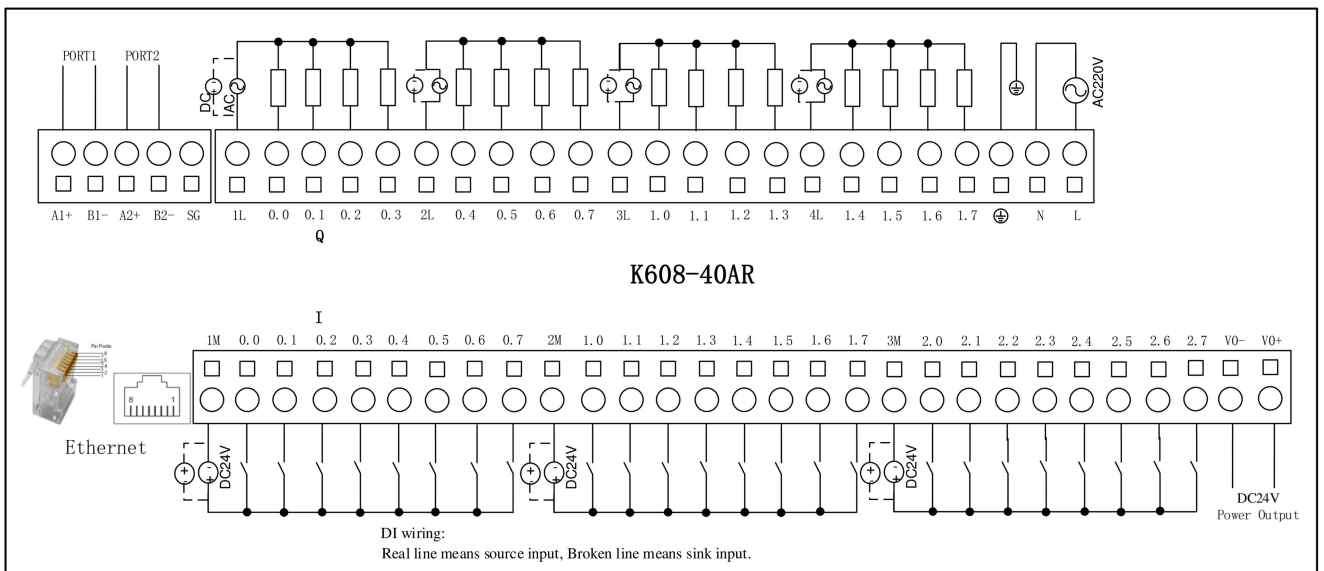 PORT1 PORT2
DC
IAC
AC220V
A1+ B1- A2+ B2- SG 1L 0.0 0.1 0.2 0.3 2L 0.4 0.5 0.6 0.7 3L 1.0 1.1 1.2 1.3 4L 1.4 1.5 1.6 1.7 N L
Q
K608-40AR
I
1M 0.0 0.1 0.2 0.3 0.4 0.5 0.6 0.7 2M 1.0 1.1 1.2 1.3 1.4 1.5 1.6 1.7 3M 2.0 2.1 2.2 2.3 2.4 2.5 2.6 2.7 VO- VO+
8 1
Ethernet
DC24V DC24V DC24V
DC24V
Power Output
DI wiring:
Real line means source input, Broken line means sink input.